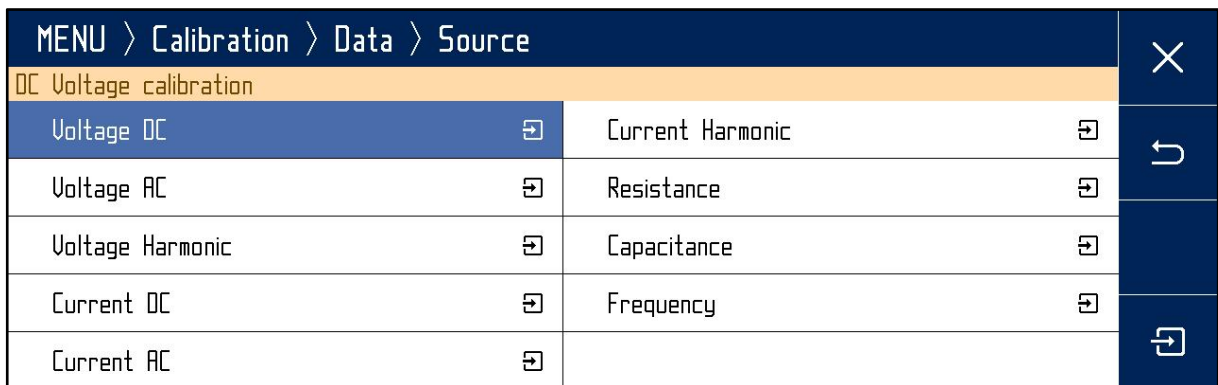 MENU > Calibration > Data > Source
DC Voltage calibration
Voltage DC
Voltage AC
Voltage Harmonic
Current DC
Current AC
Current Harmonic
Resistance
Capacitance
Frequency